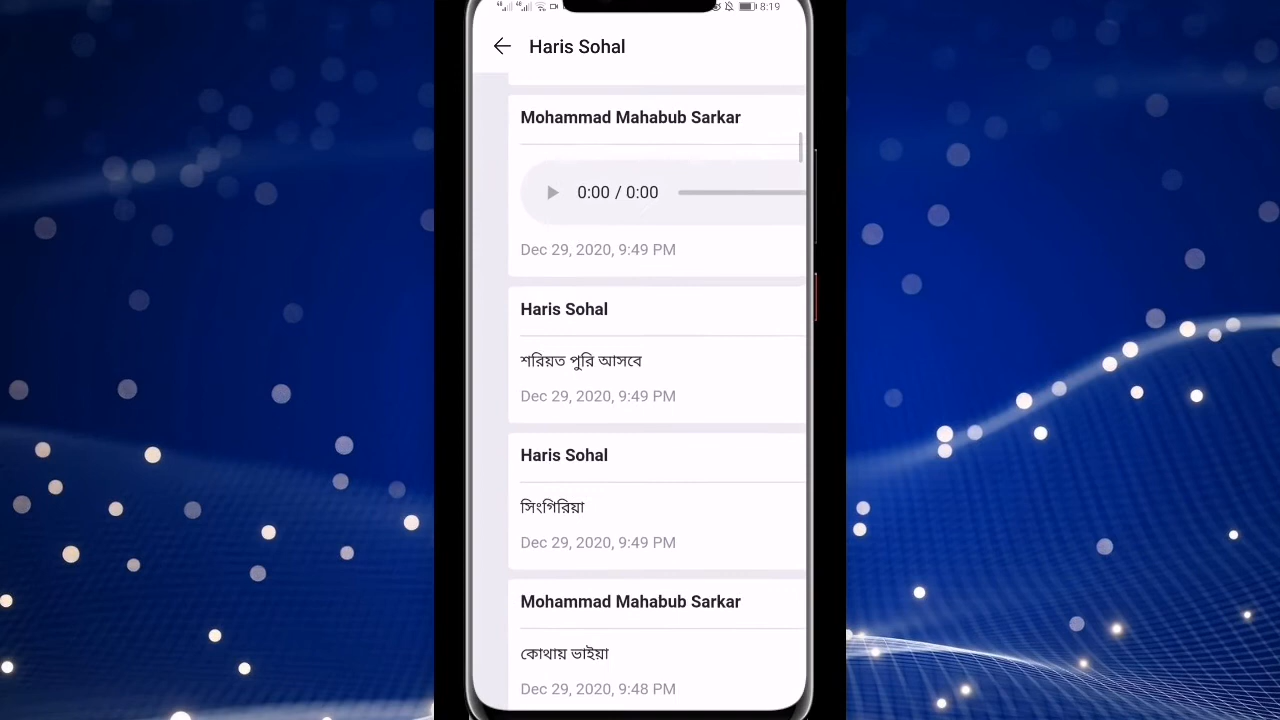 8:19
Haris Sohal
Mohammad Mahabub Sarkar
0:00 / 0:00
Dec 29, 2020, 9:49 PM
Haris Sohal
শরিয়ত পুরি আসবে
Dec 29, 2020, 9:49 PM
Haris Sohal
সিংগিরিয়া
Dec 29, 2020, 9:49 PM
Mohammad Mahabub Sarkar
কোথায় ভাইয়া
Dec 29, 2020, 9:48 PM